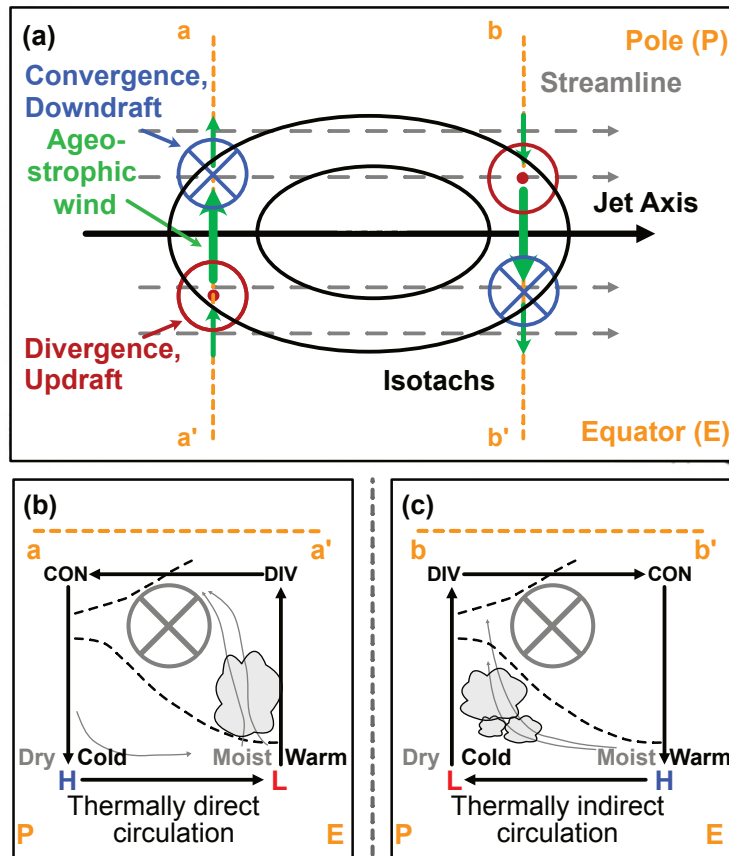 (a)
a
b
Pole (P)
Convergence,
Downdraft
Streamline
Ageo-
strophic
wind
Jet Axis
Divergence,
Updraft
Isotachs
a'
b'
Equator (E)
(b)
a
a'
CON
DIV
Dry Cold
Moist Warm
H
L
Thermally direct
circulation
P
E
(c)
b
b'
DIV
CON
Dry Cold
Moist Warm
L
H
Thermally indirect
circulation
P
E